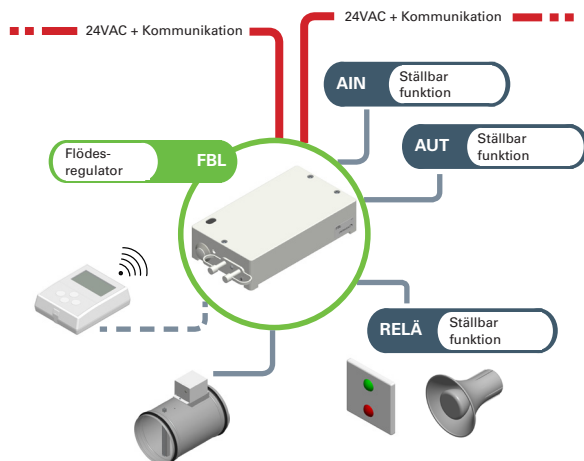 24VAC + Kommunikation
24VAC + Kommunikation
AIN
Ställbar
funktion
AUT
Ställbar
funktion
Flödes-
regulator
FBL
RELÄ
Ställbar
funktion